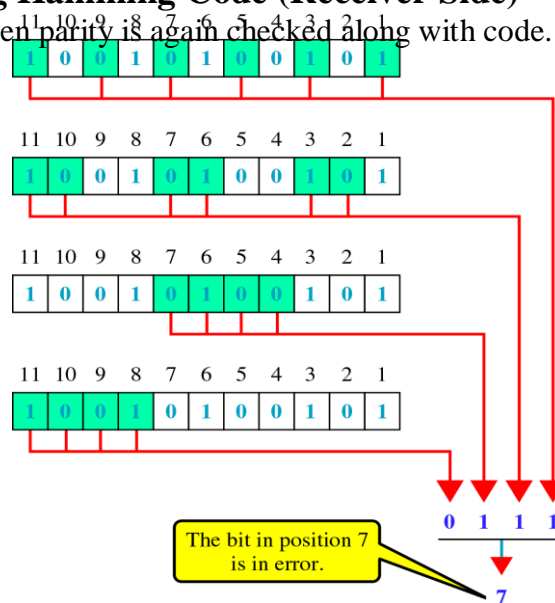 g Hamming Code (Receiver Side)
en parity is again checked along with code.
11 10 9 8 7 6 5 4 3 2 1
1 0 0 1 0 1 0 0 1 0 1
11 10 9 8 7 6 5 4 3 2 1
1 0 0 1 0 1 0 0 1 0 1
11 10 9 8 7 6 5 4 3 2 1
1 0 0 1 0 1 0 0 1 0 1
11 10 9 8 7 6 5 4 3 2 1
1 0 0 1 0 1 0 0 1 0 1
0 1 1 1
The bit in position 7
is in error.
7